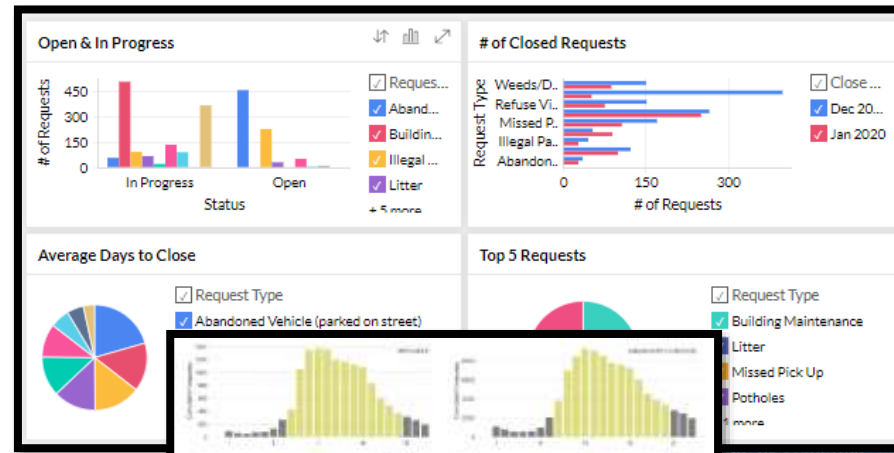 Open & In Progress
# of Requests
450
300
150
0
In Progress
Open
Status
Reques...
Aband...
Buildin...
Illegal ...
Litter
+ 5 more
# of Closed Requests
Request Type
Weeds/D..
Refuse Vi..
Missed P..
Illegal Pa..
Abandon..
0
150
300
# of Requests
Close ...
Dec 20...
Jan 2020
Average Days to Close
Request Type
Abandoned Vehicle (parked on street)
Top 5 Requests
Request Type
Building Maintenance
Litter
Missed Pick Up
Potholes
more